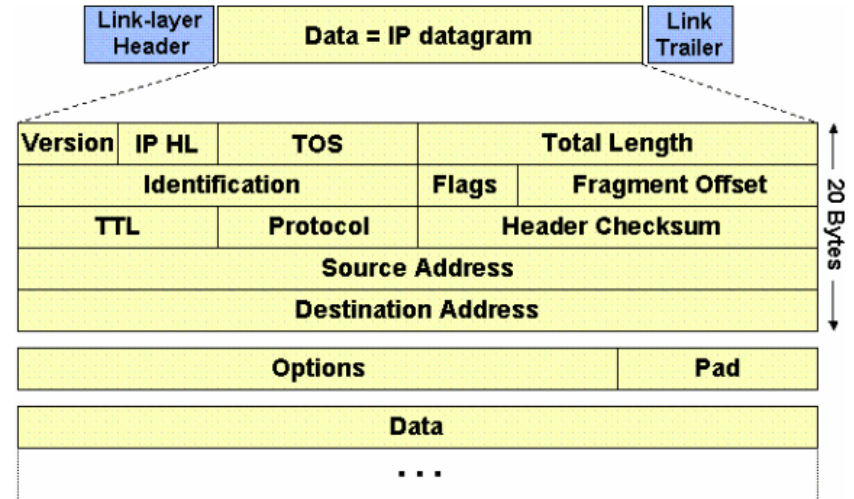 Link-layer Header
Data = IP datagram
Link Trailer
Version IP HL TOS Total Length
Identification Flags Fragment Offset
TTL Protocol Header Checksum
Source Address
Destination Address
20 Bytes
Options Pad
Data
...